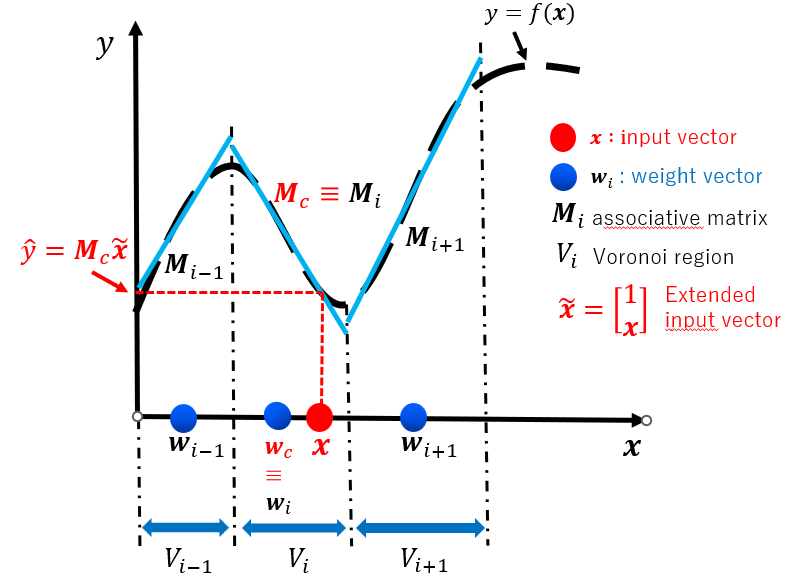 y = f(x)
y
x : input vector
w_i : weight vector
M_i associative matrix
V_i Voronoi region
x̃ = [1 x] Extended
input vector
M_c ≡ M_i
ŷ = M_c x̃
M_{i−1}
M_{i+1}
w_{i−1}
w_c
≡
w_i
x
w_{i+1}
x
V_{i−1}
V_i
V_{i+1}